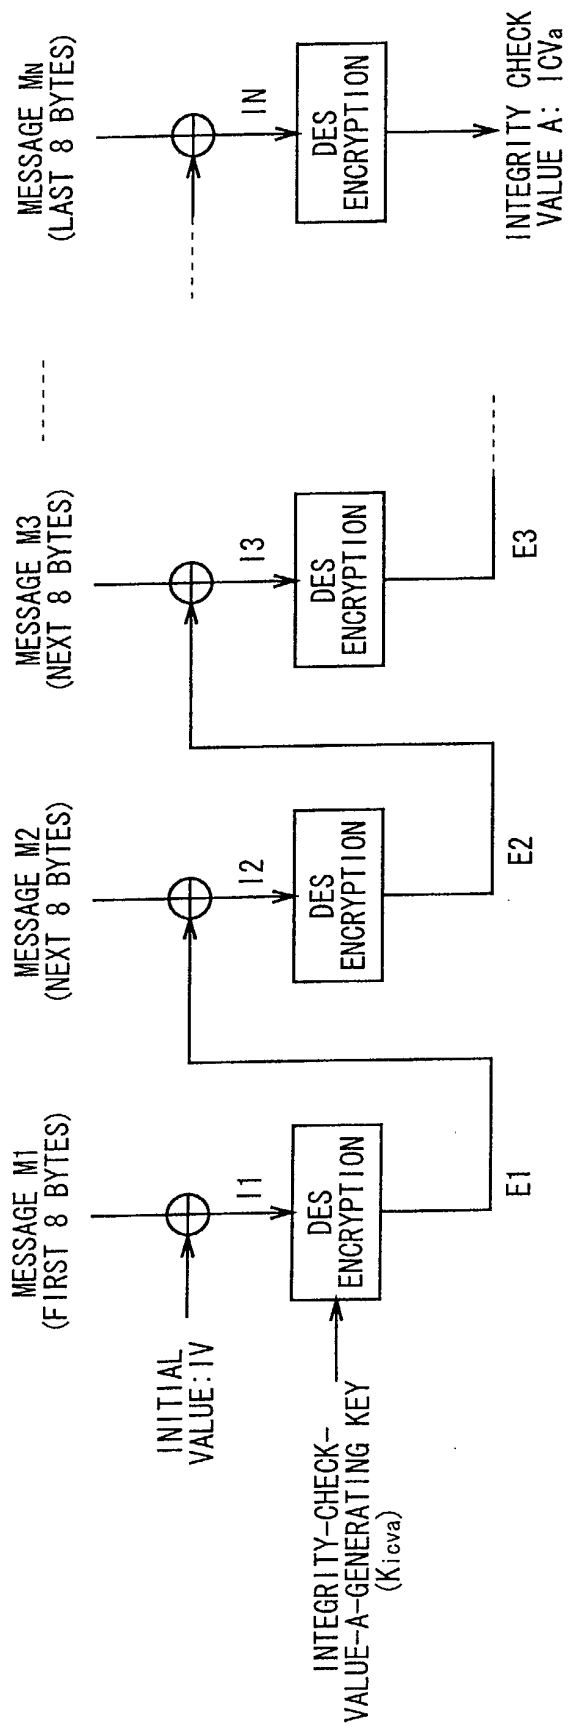 MESSAGE M1
(FIRST 8 BYTES)
MESSAGE M2
(NEXT 8 BYTES)
MESSAGE M3
(NEXT 8 BYTES)
MESSAGE MN
(LAST 8 BYTES)
INITIAL
VALUE:IV
I1
I2
I3
IN
INTEGRITY-CHECK-
VALUE-A-GENERATING KEY
(Kicva)
DES
ENCRYPTION
DES
ENCRYPTION
DES
ENCRYPTION
DES
ENCRYPTION
E1
E2
E3
INTEGRITY CHECK
VALUE A: ICVa